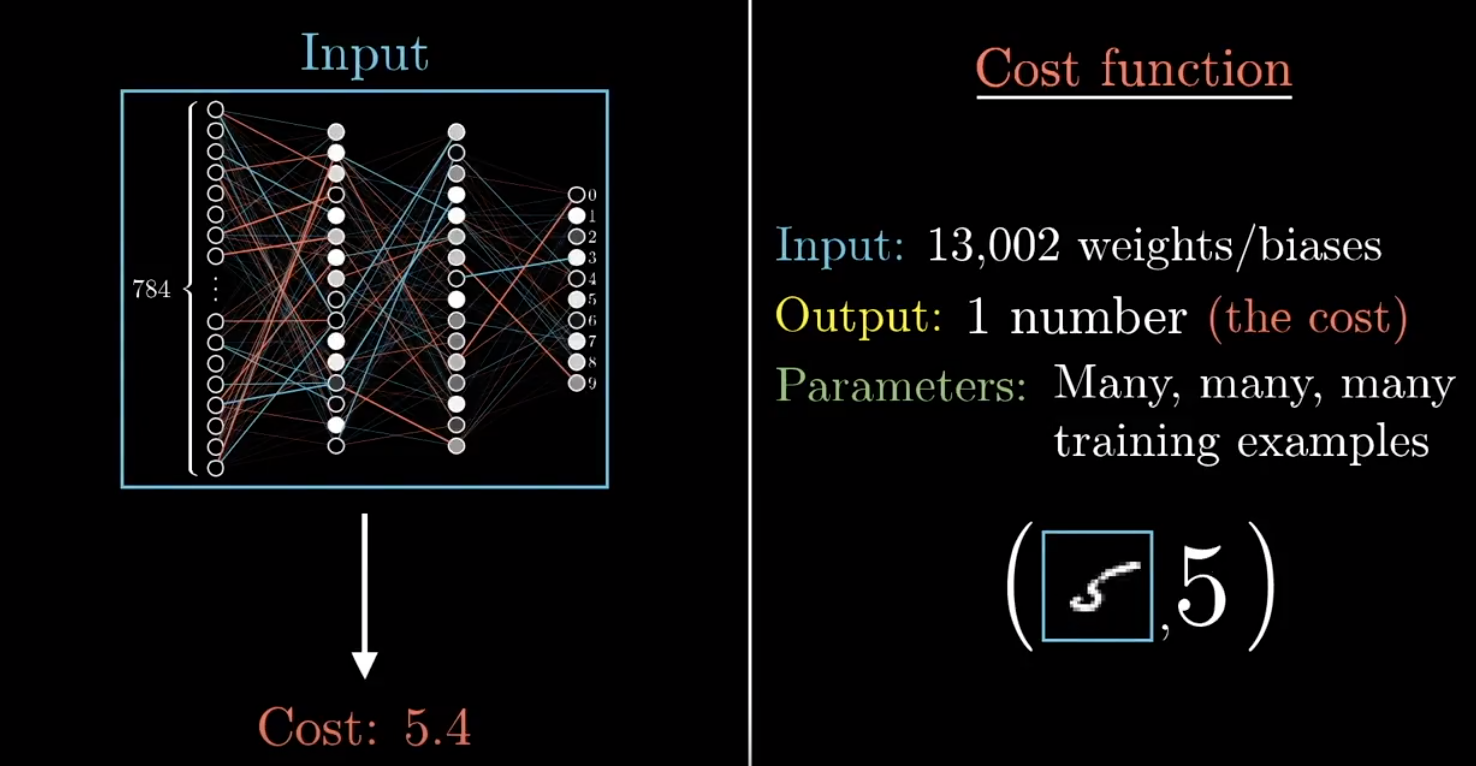 Input
784
0
1
2
3
4
5
6
7
8
9
Cost: 5.4
Cost function
Input: 13,002 weights/biases
Output: 1 number (the cost)
Parameters: Many, many, many
training examples
( 5 , 5 )